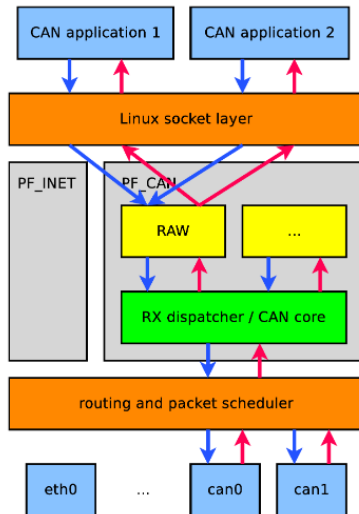 CAN application 1
CAN application 2
Linux socket layer
PF_INET
PF_CAN
RAW
...
RX dispatcher / CAN core
routing and packet scheduler
eth0
...
can0
can1